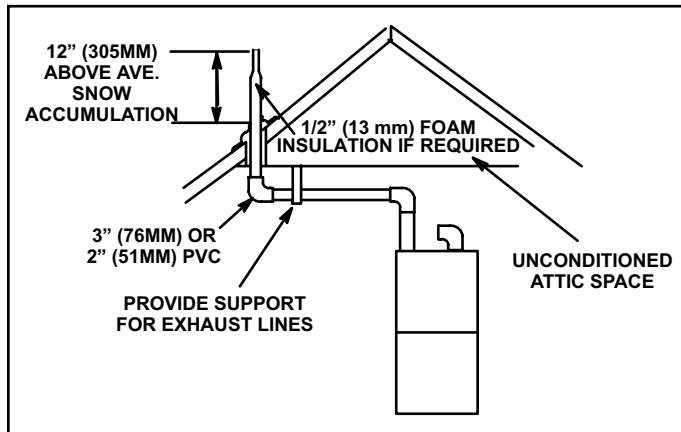 12” (305MM)
ABOVE AVE.
SNOW
ACCUMULATION
1/2” (13 mm) FOAM
INSULATION IF REQUIRED
3” (76MM) OR
2” (51MM) PVC
PROVIDE SUPPORT
FOR EXHAUST LINES
UNCONDITIONED
ATTIC SPACE